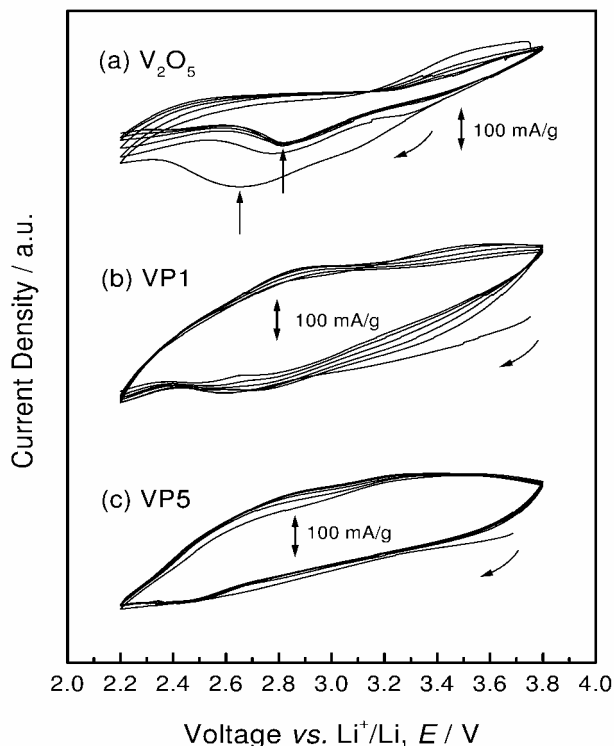 (a) V₂O₅
100 mA/g
(b) VP1
100 mA/g
(c) VP5
100 mA/g
Current Density / a.u.
2.0 2.2 2.4 2.6 2.8 3.0 3.2 3.4 3.6 3.8 4.0
Voltage vs. Li⁺/Li, E / V